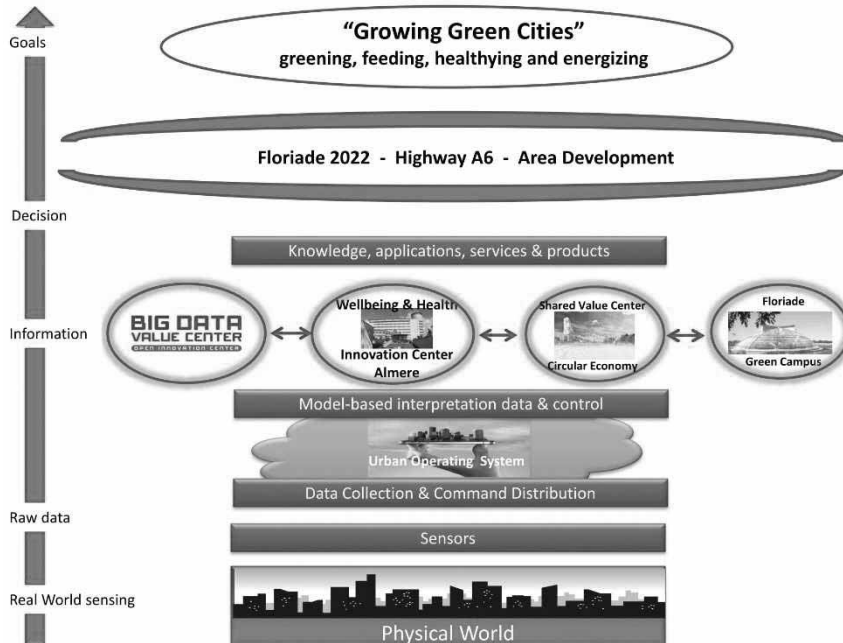 Goals
"Growing Green Cities"
greening, feeding, healthying and energizing
Floriade 2022 - Highway A6 - Area Development
Decision
Knowledge, applications, services & products
Information
BIG DATA
VALUE CENTER
OPEN INNOVATION CENTER
Wellbeing & Health
Innovation Center
Almere
Shared Value Center
Circular Economy
Floriade
Green Campus
Model-based interpretation data & control
Urban Operating System
Data Collection & Command Distribution
Raw data
Sensors
Real World sensing
Physical World